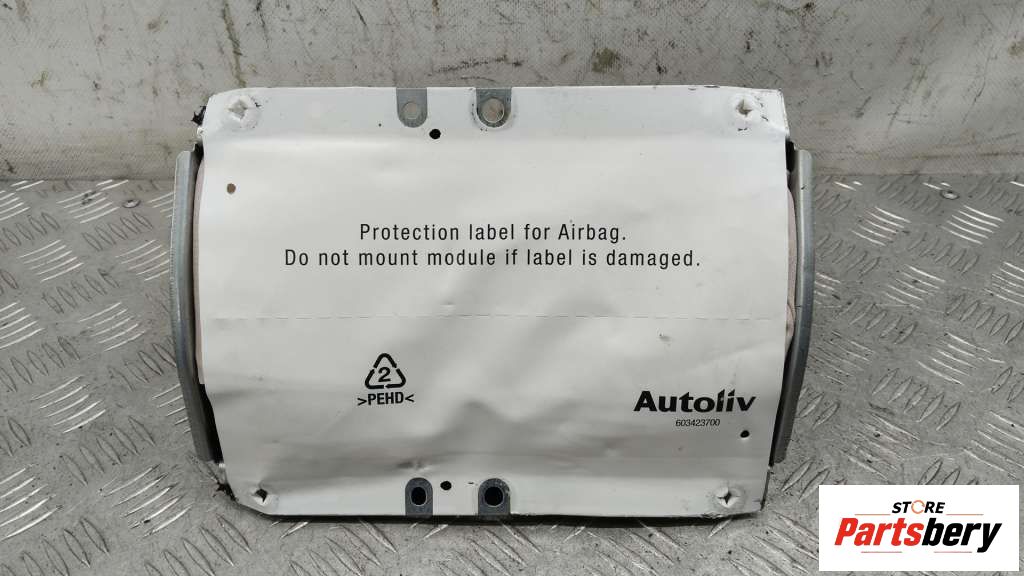 Protection label for Airbag.
Do not mount module if label is damaged.
2
>PEHD<
Autoliv
603423700
STORE
Partsbery